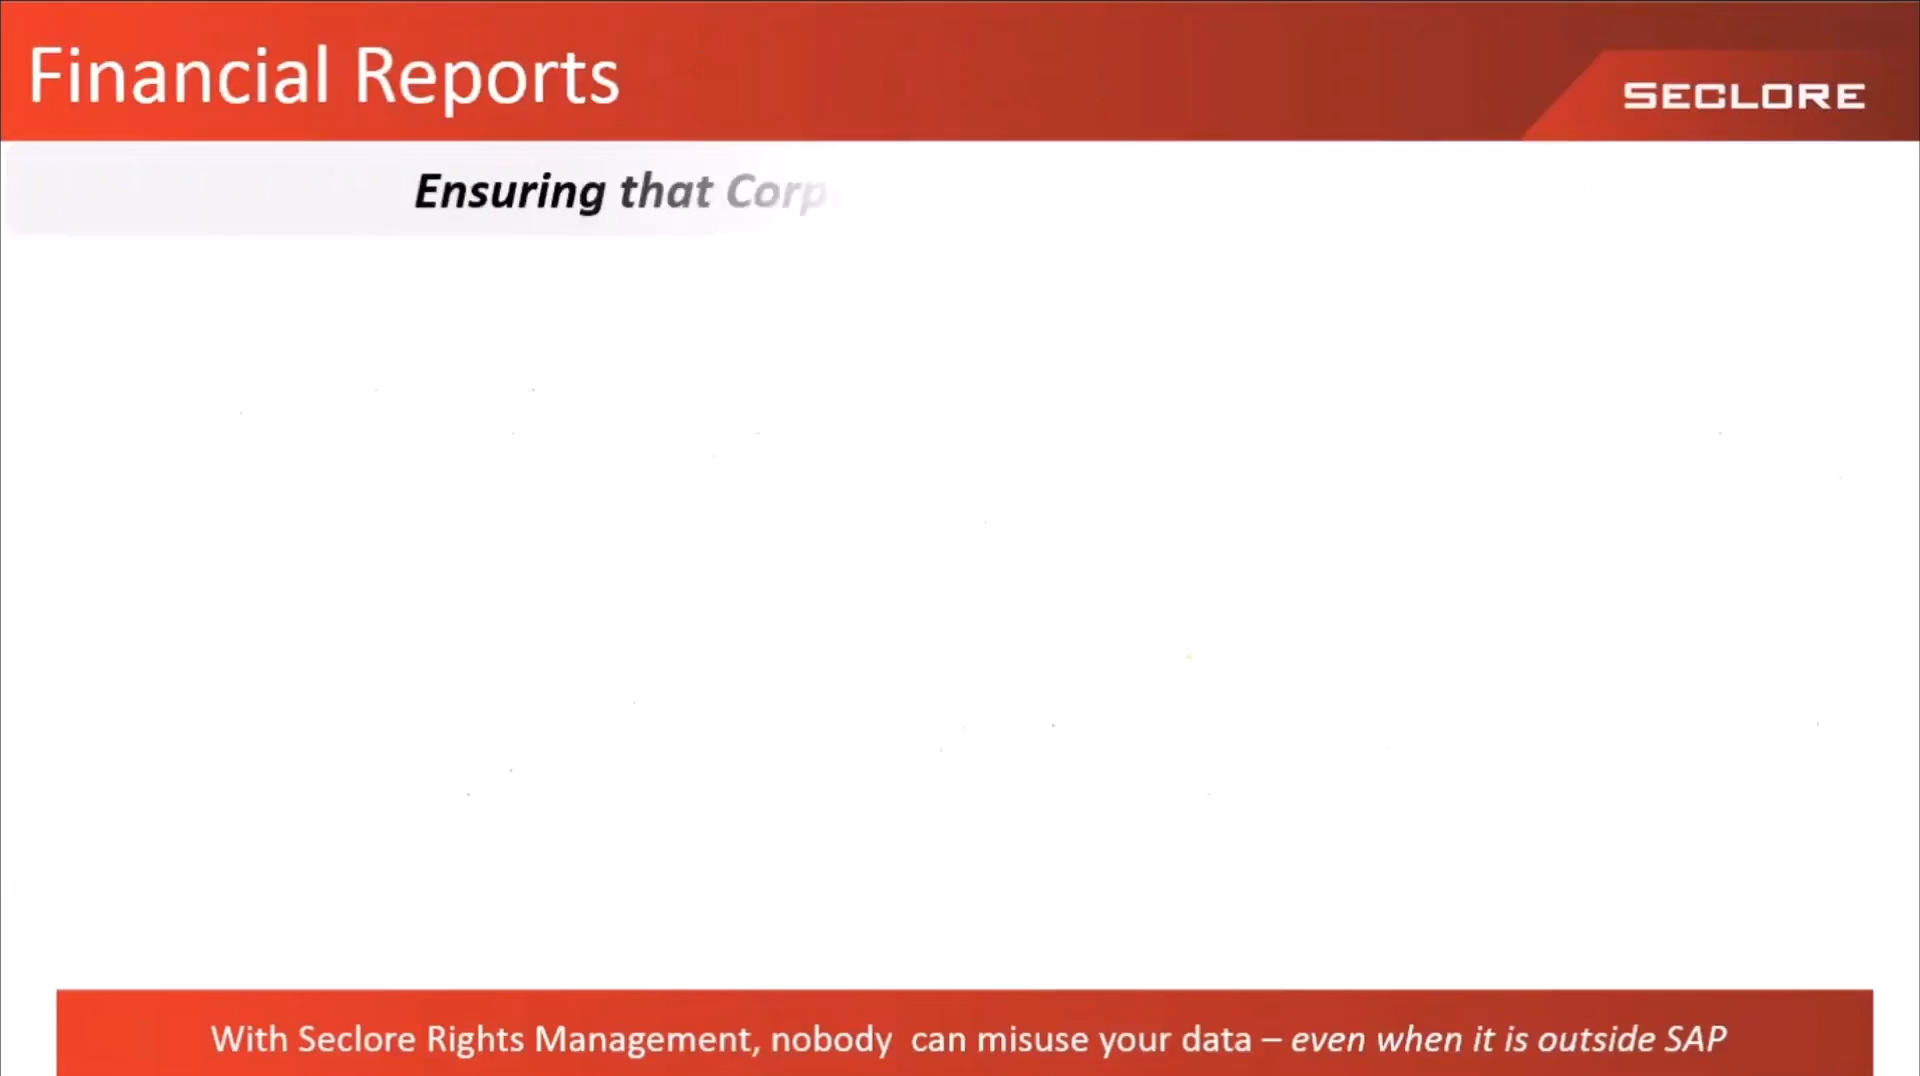 Financial Reports
SECLORE
Ensuring that Corp
With Seclore Rights Management, nobody can misuse your data – even when it is outside SAP